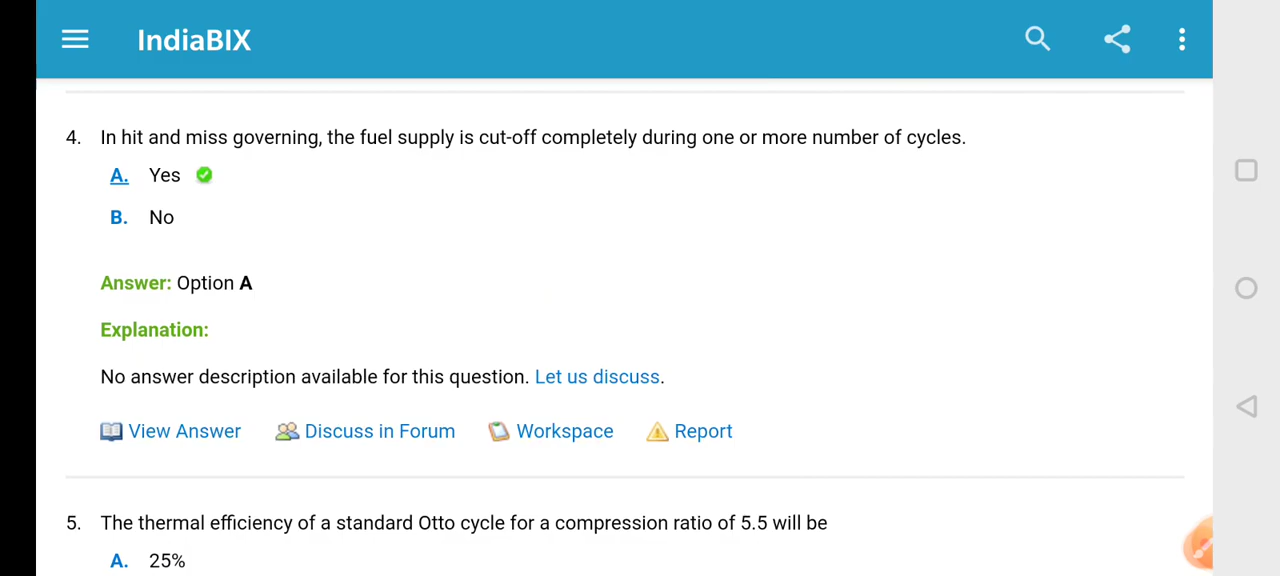 IndiaBIX
4. In hit and miss governing, the fuel supply is cut-off completely during one or more number of cycles.
A. Yes
B. No
Answer: Option A
Explanation:
No answer description available for this question. Let us discuss.
View Answer Discuss in Forum Workspace Report
5. The thermal efficiency of a standard Otto cycle for a compression ratio of 5.5 will be
A. 25%